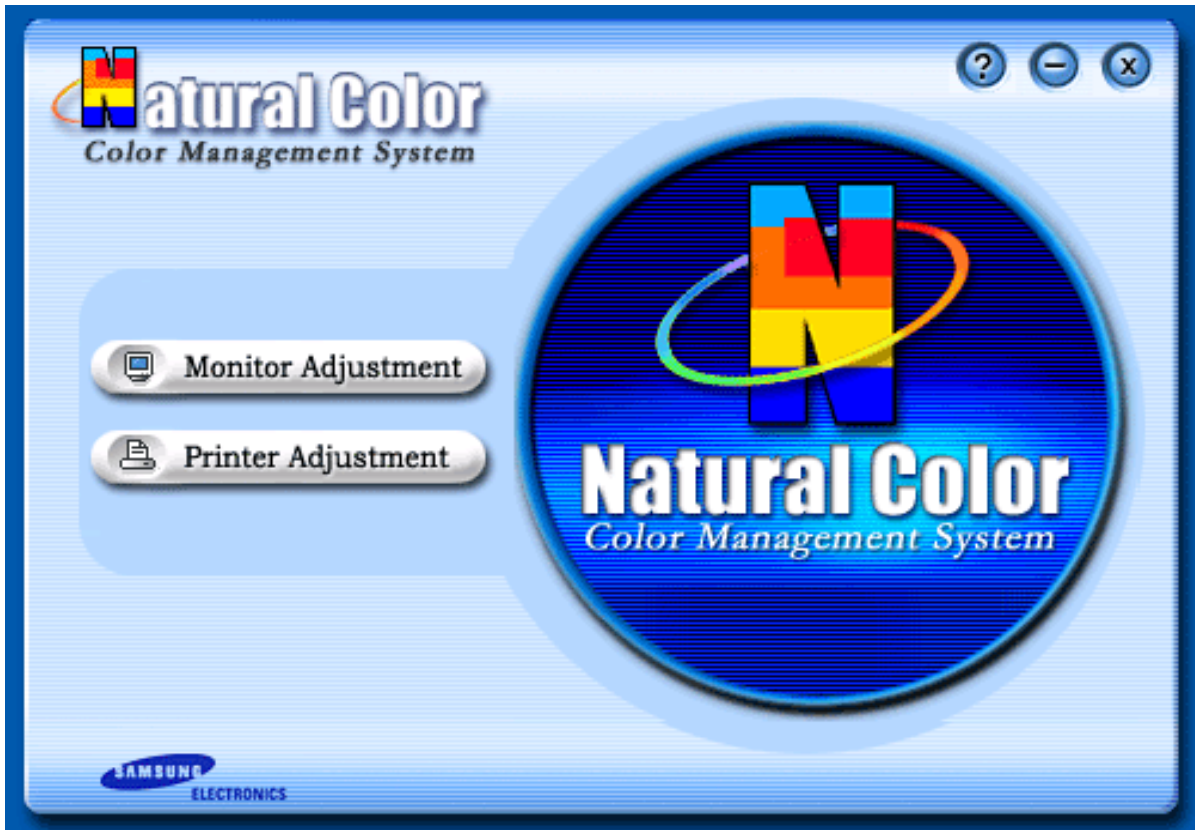 Natural Color
Color Management System
?
−
x
Monitor Adjustment
Printer Adjustment
N
Natural Color
Color Management System
SAMSUNG
ELECTRONICS